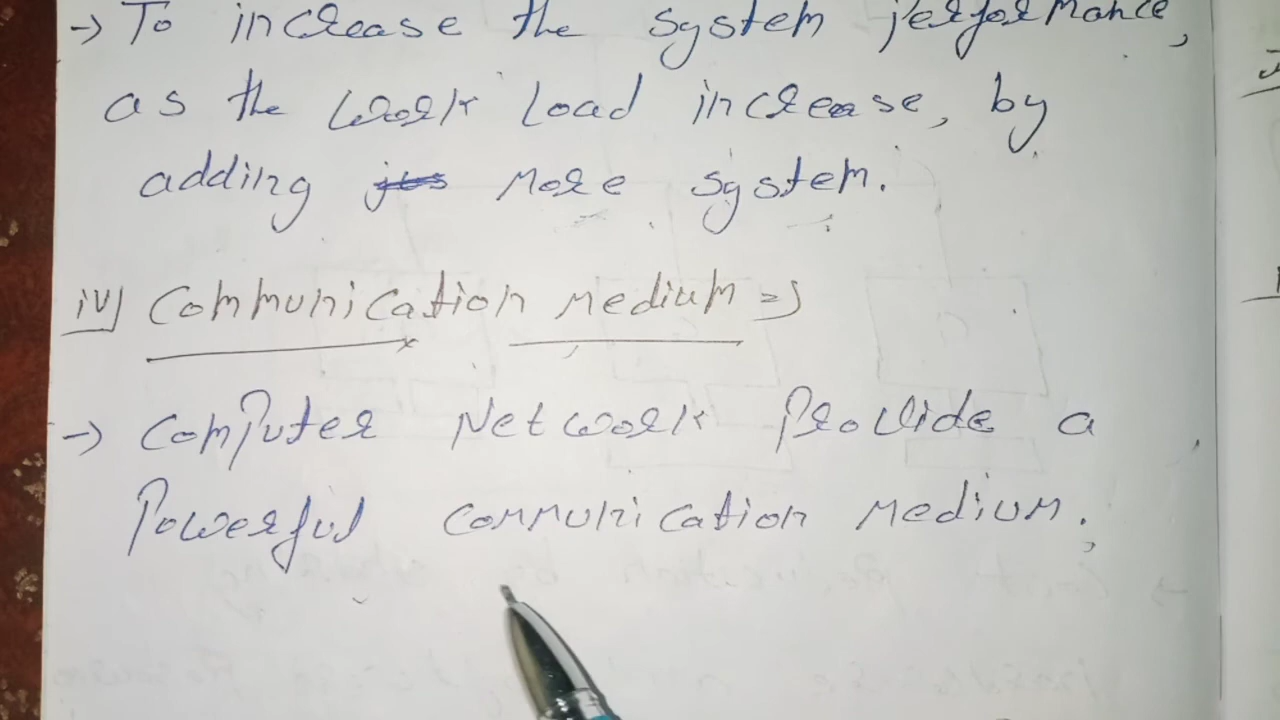 → To increase the system performance,
as the work load increase, by
adding more system.
iv) Communication medium =>
→ Computer Network Provide a
Powerful communication medium.